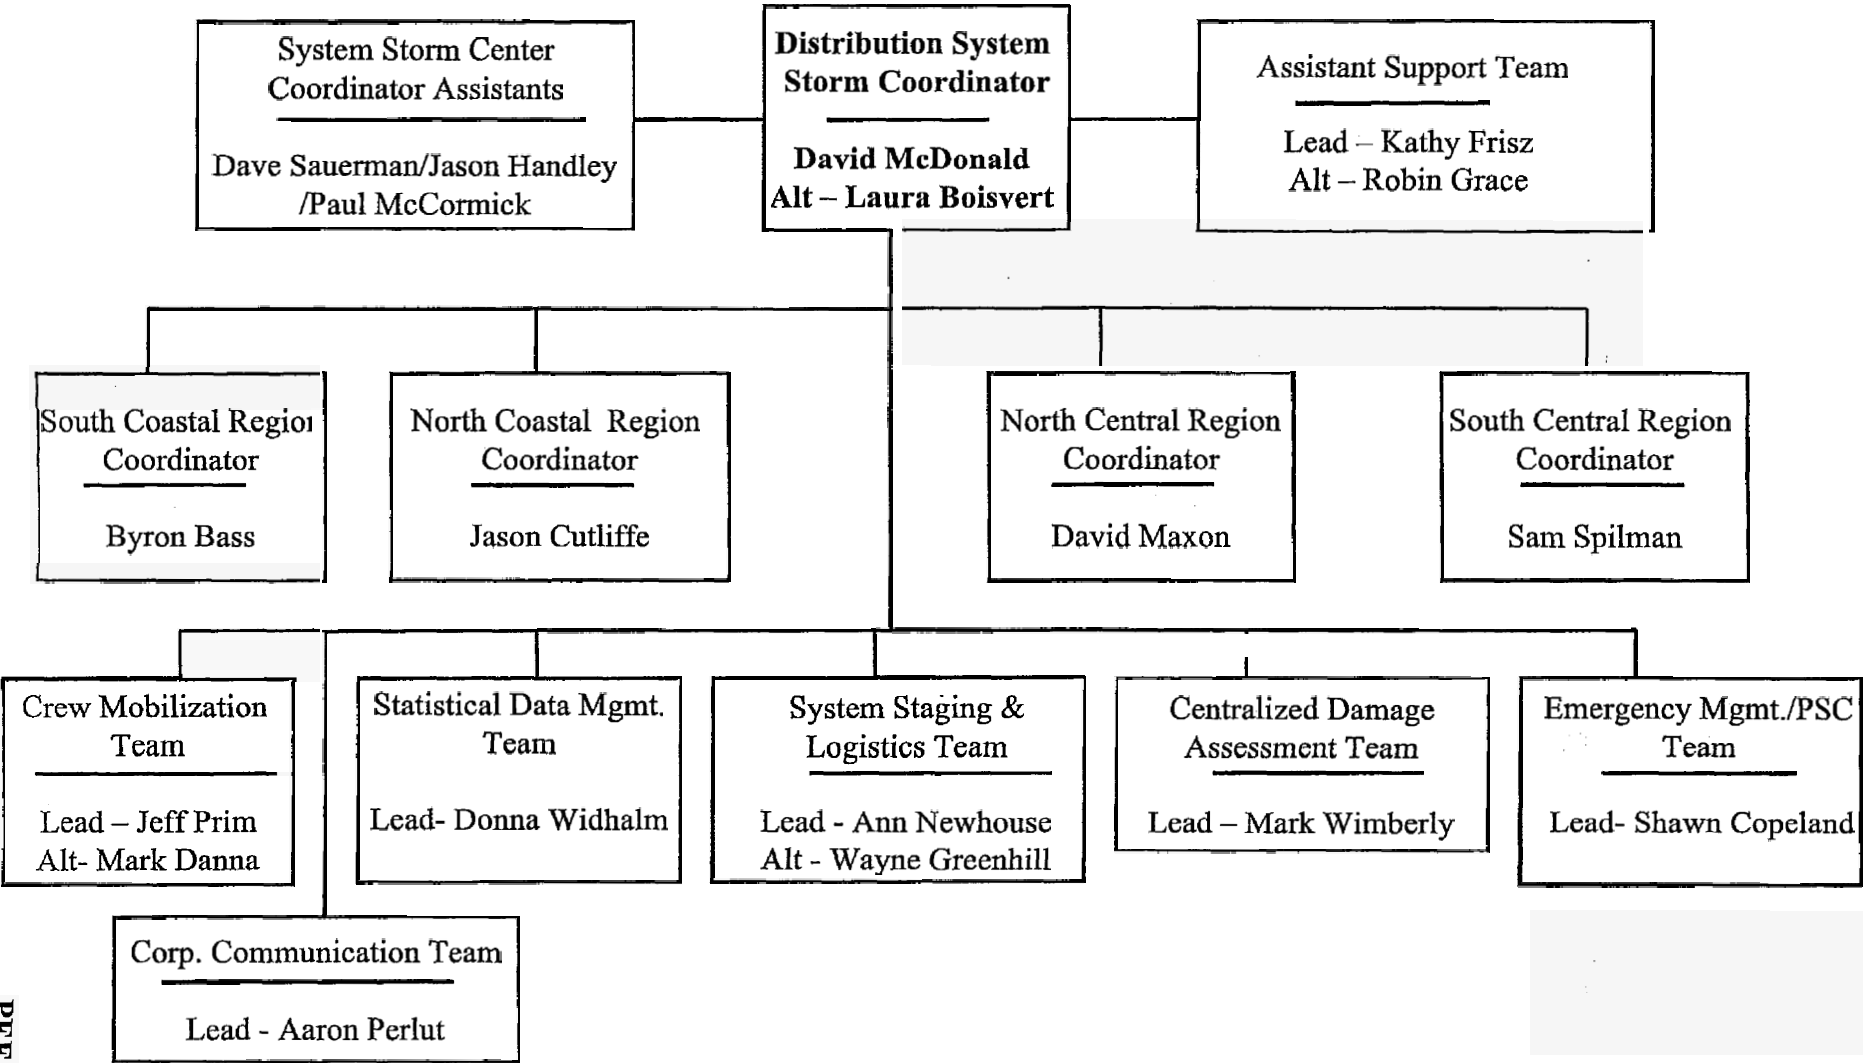 System Storm Center
Coordinator Assistants
Dave Sauerman/Jason Handley
/Paul McCormick
Distribution System
Storm Coordinator
David McDonald
Alt – Laura Boisvert
Assistant Support Team
Lead – Kathy Frisz
Alt – Robin Grace
South Coastal Regio
Coordinator
Byron Bass
North Coastal Region
Coordinator
Jason Cutliffe
North Central Region
Coordinator
David Maxon
South Central Region
Coordinator
Sam Spilman
Crew Mobilization
Team
Lead – Jeff Prim
Alt- Mark Danna
Statistical Data Mgmt.
Team
Lead- Donna Widhalm
System Staging &
Logistics Team
Lead - Ann Newhouse
Alt - Wayne Greenhill
Centralized Damage
Assessment Team
Lead – Mark Wimberly
Emergency Mgmt./PSC
Team
Lead- Shawn Copeland
Corp. Communication Team
Lead - Aaron Perlut